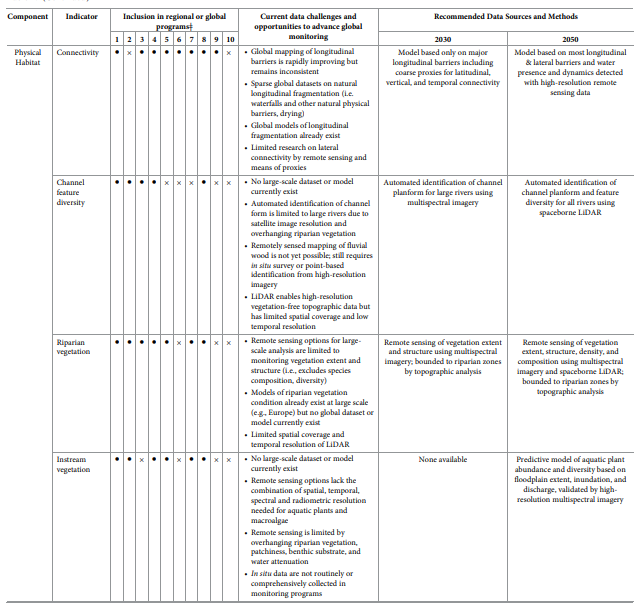 Component
Indicator
Inclusion in regional or global
programs‡
Current data challenges and
opportunities to advance global
monitoring
Recommended Data Sources and Methods
1 2 3 4 5 6 7 8 9 10
2030
2050
Physical
Habitat
Connectivity
● × ● ● ● ● ● ● ● ×
• Global mapping of longitudinal
barriers is rapidly improving but
remains inconsistent
• Sparse global datasets on natural
longitudinal fragmentation (i.e.
waterfalls and other natural physical
barriers, drying)
• Global models of longitudinal
fragmentation already exist
• Limited research on lateral
connectivity by remote sensing and
means of proxies
Model based only on major
longitudinal barriers including
coarse proxies for latitudinal,
vertical, and temporal connectivity
Model based on most longitudinal
& lateral barriers and water
presence and dynamics detected
with high-resolution remote
sensing data
Channel
feature
diversity
● ● ● ● × × × ● × ×
• No large-scale dataset or model
currently exist
• Automated identification of channel
form is limited to large rivers due to
satellite image resolution and
overhanging riparian vegetation
• Remotely sensed mapping of fluvial
wood is not yet possible; still requires
in situ survey or point-based
identification from high-resolution
imagery
• LiDAR enables high-resolution
vegetation-free topographic data but
has limited spatial coverage and low
temporal resolution
Automated identification of channel
planform for large rivers using
multispectral imagery
Automated identification of
channel planform and feature
diversity for all rivers using
spaceborne LiDAR
Riparian
vegetation
● ● ● ● ● × ● ● × ×
• Remote sensing options for large-
scale analysis are limited to
monitoring vegetation extent and
structure (i.e., excludes species
composition, diversity)
• Models of riparian vegetation
condition already exist at large scale
(e.g., Europe) but no global dataset or
model currently exist
• Limited spatial coverage and
temporal resolution of LiDAR
Remote sensing of vegetation extent
and structure using multispectral
imagery; bounded to riparian zones
by topographic analysis
Remote sensing of vegetation
extent, structure, density, and
composition using multispectral
imagery and spaceborne LiDAR;
bounded to riparian zones by
topographic analysis
Instream
vegetation
● ● × ● ● × ● ● × ×
• No large-scale dataset or model
currently exist
• Remote sensing options lack the
combination of spatial, temporal,
spectral and radiometric resolution
needed for aquatic plants and
macroalgae
• Remote sensing is limited by
overhanging riparian vegetation,
patchiness, benthic substrate, and
water attenuation
• In situ data are not routinely or
comprehensively collected in
monitoring programs
None available
Predictive model of aquatic plant
abundance and diversity based on
floodplain extent, inundation, and
discharge, validated by high-
resolution multispectral imagery